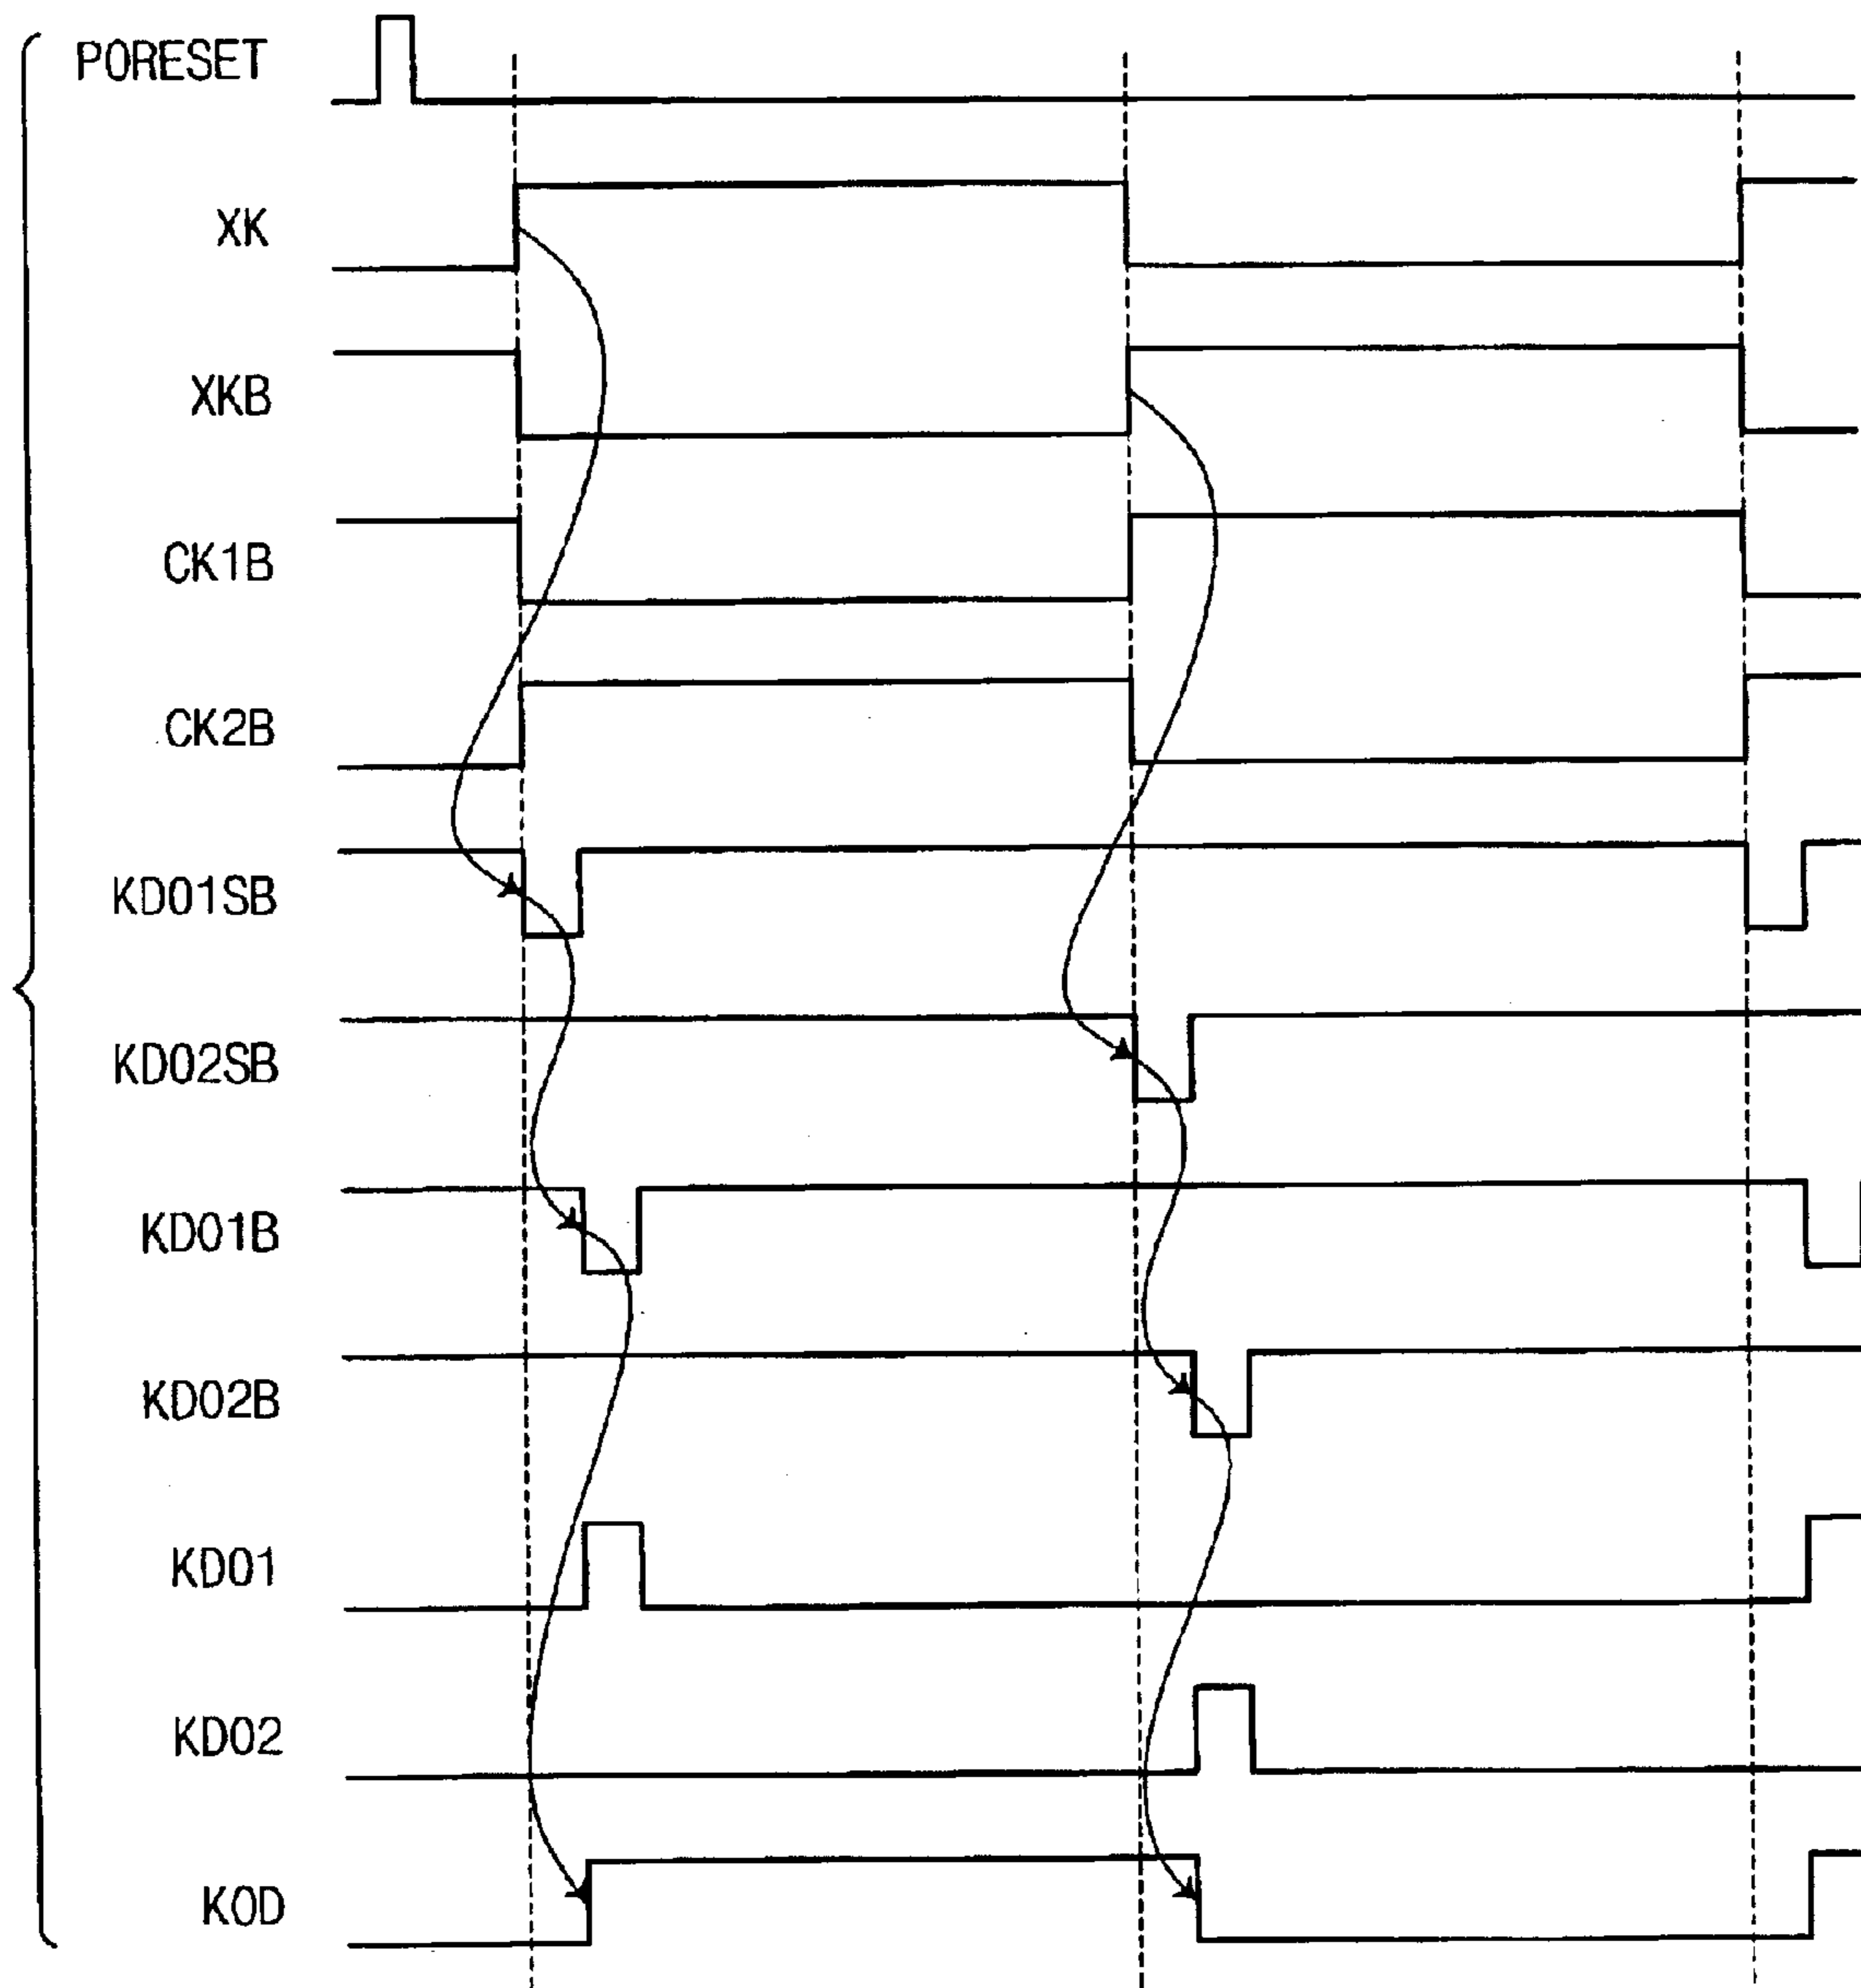 PORESET
XK
XKB
CK1B
CK2B
KD01SB
KD02SB
KD01B
KD02B
KD01
KD02
KOD